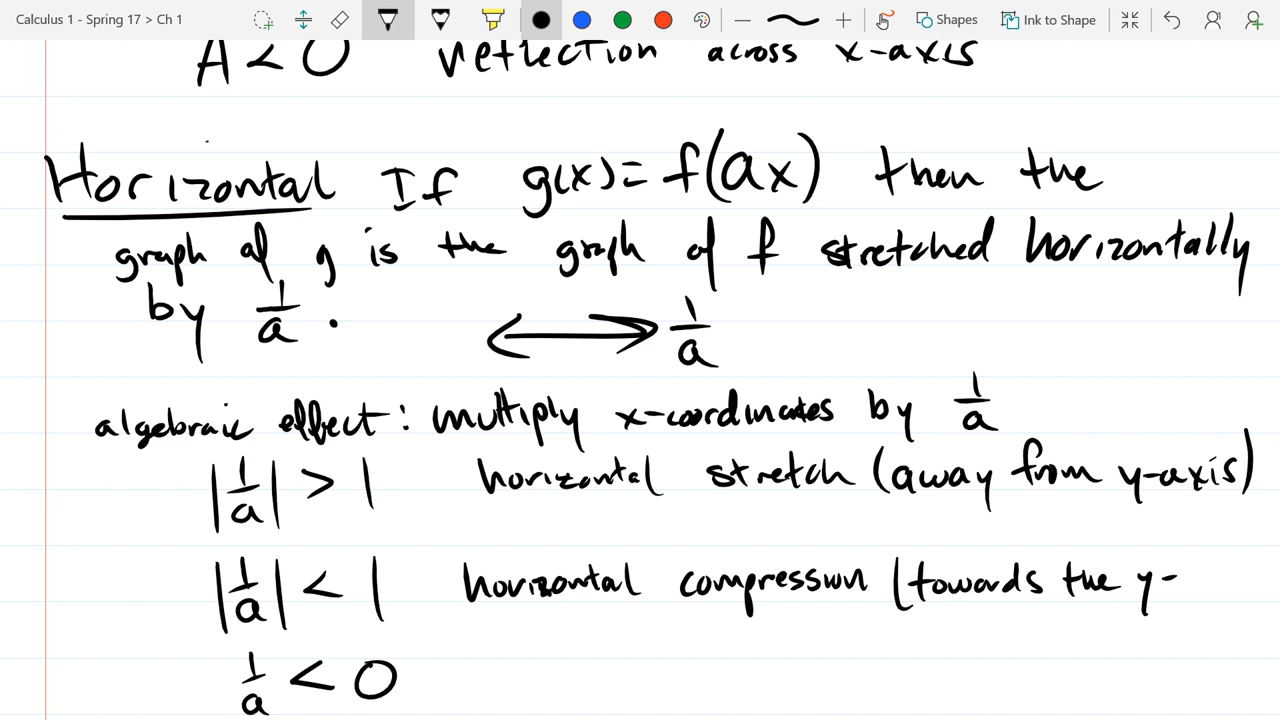 Calculus 1 - Spring 17 > Ch 1 Shapes Ink to Shape
A < 0 reflection across x-axis
Horizontal If g(x) = f(ax) then the
graph of g is the graph of f stretched horizontally
by 1/a .
↔ 1/a
algebraic effect: multiply x-coordinates by 1/a
|1/a| > 1 horizontal stretch (away from y-axis)
|1/a| < 1 horizontal compression (towards the y-
1/a < 0